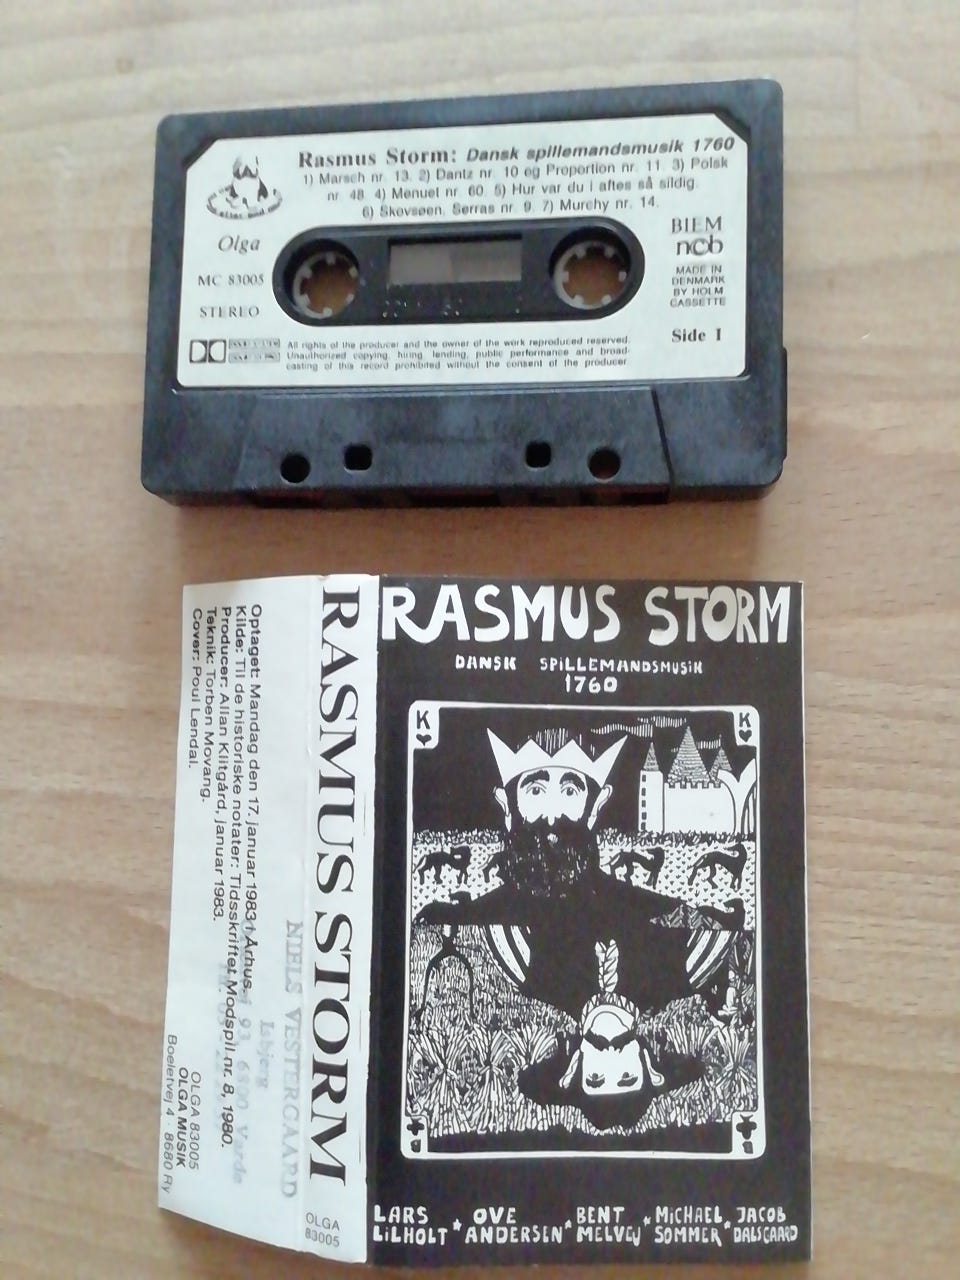 Rasmus Storm: Dansk spillemandsmusik 1760
1) Marsch nr. 13. 2) Dantz nr. 10 og Proportion nr. 11. 3) Polsk
nr. 48. 4) Menuet nr. 60. 5) Hur var du i aftes så sildig.
6) Skovsøen. Serras nr. 9. 7) Murchy nr. 14.
Olga
MC 83005
STEREO
BIEM
ncb
MADE IN
DENMARK
BY HOLM
CASSETTE
Side 1
All rights of the producer and the owner of the work reproduced reserved.
Unauthorized copying, hiring, lending, public performance and broad-
casting of this record prohibited without the consent of the producer.
RASMUS STORM
DANSK SPILLEMANDSMUSIK
1760
K
K
B
B
LARS LILHOLT * OVE ANDERSEN * BENT MELVEJ * MICHAEL SOMMER * JACOB DALSGAARD
RASMUS STORM
OLGA
83005
Optaget: Mandag den 17. januar 1983 i Århus.
Kilde: Til de historiske notater: Tidsskriftet Modspil nr. 8, 1980.
Producer: Allan Klitgård, januar 1983.
Teknik: Torben Movang.
Cover: Poul Lendal.
NIELS VESTERGAARD
93, 6800 Varde
OLGA 83005
OLGA MUSIK
Boeletvej 4 · 8680 Ry